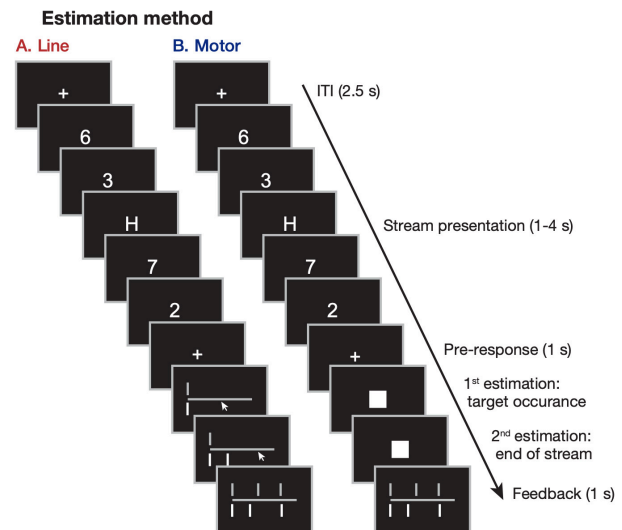 Estimation method
A. Line
B. Motor
+
+
ITI (2.5 s)
6
6
3
3
H
H
Stream presentation (1-4 s)
7
7
2
2
+
+
Pre-response (1 s)
1st estimation:
target occurance
2nd estimation:
end of stream
Feedback (1 s)